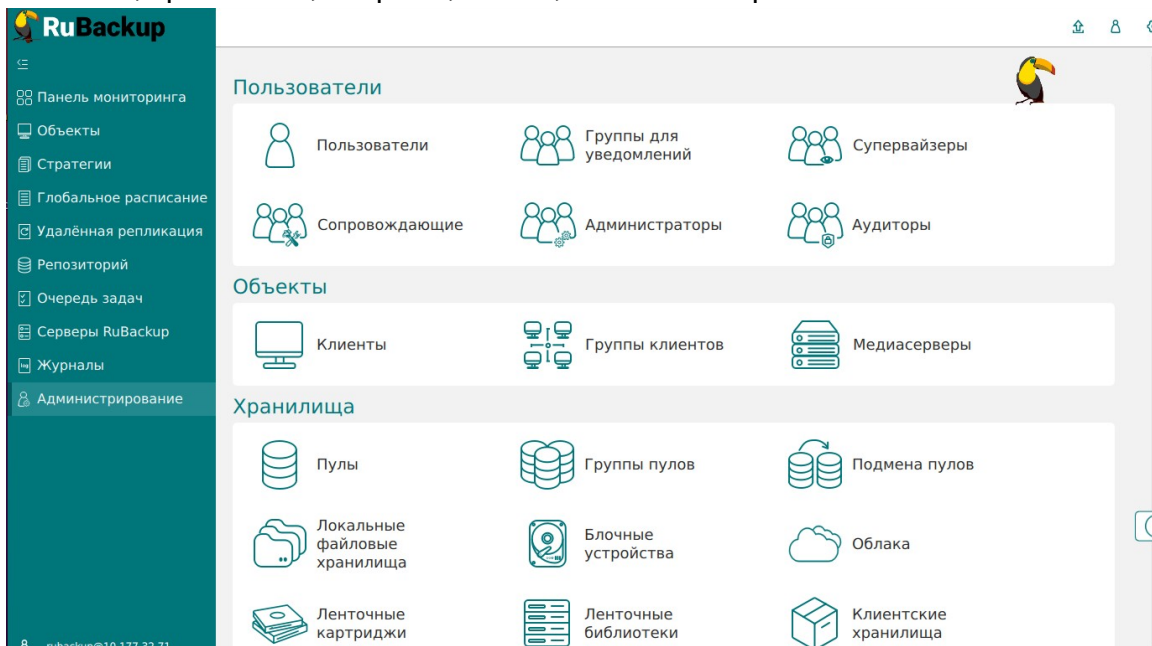 RuBackup
Панель мониторинга
Объекты
Стратегии
Глобальное расписание
Удалённая репликация
Репозиторий
Очередь задач
Серверы RuBackup
Журналы
Администрирование
Пользователи
Пользователи
Группы для
уведомлений
Супервайзеры
Сопровождающие
Администраторы
Аудиторы
Объекты
Клиенты
Группы клиентов
Медиасерверы
Хранилища
Пулы
Группы пулов
Подмена пулов
Локальные
файловые
хранилища
Блочные
устройства
Облака
Ленточные
картриджи
Ленточные
библиотеки
Клиентские
хранилища